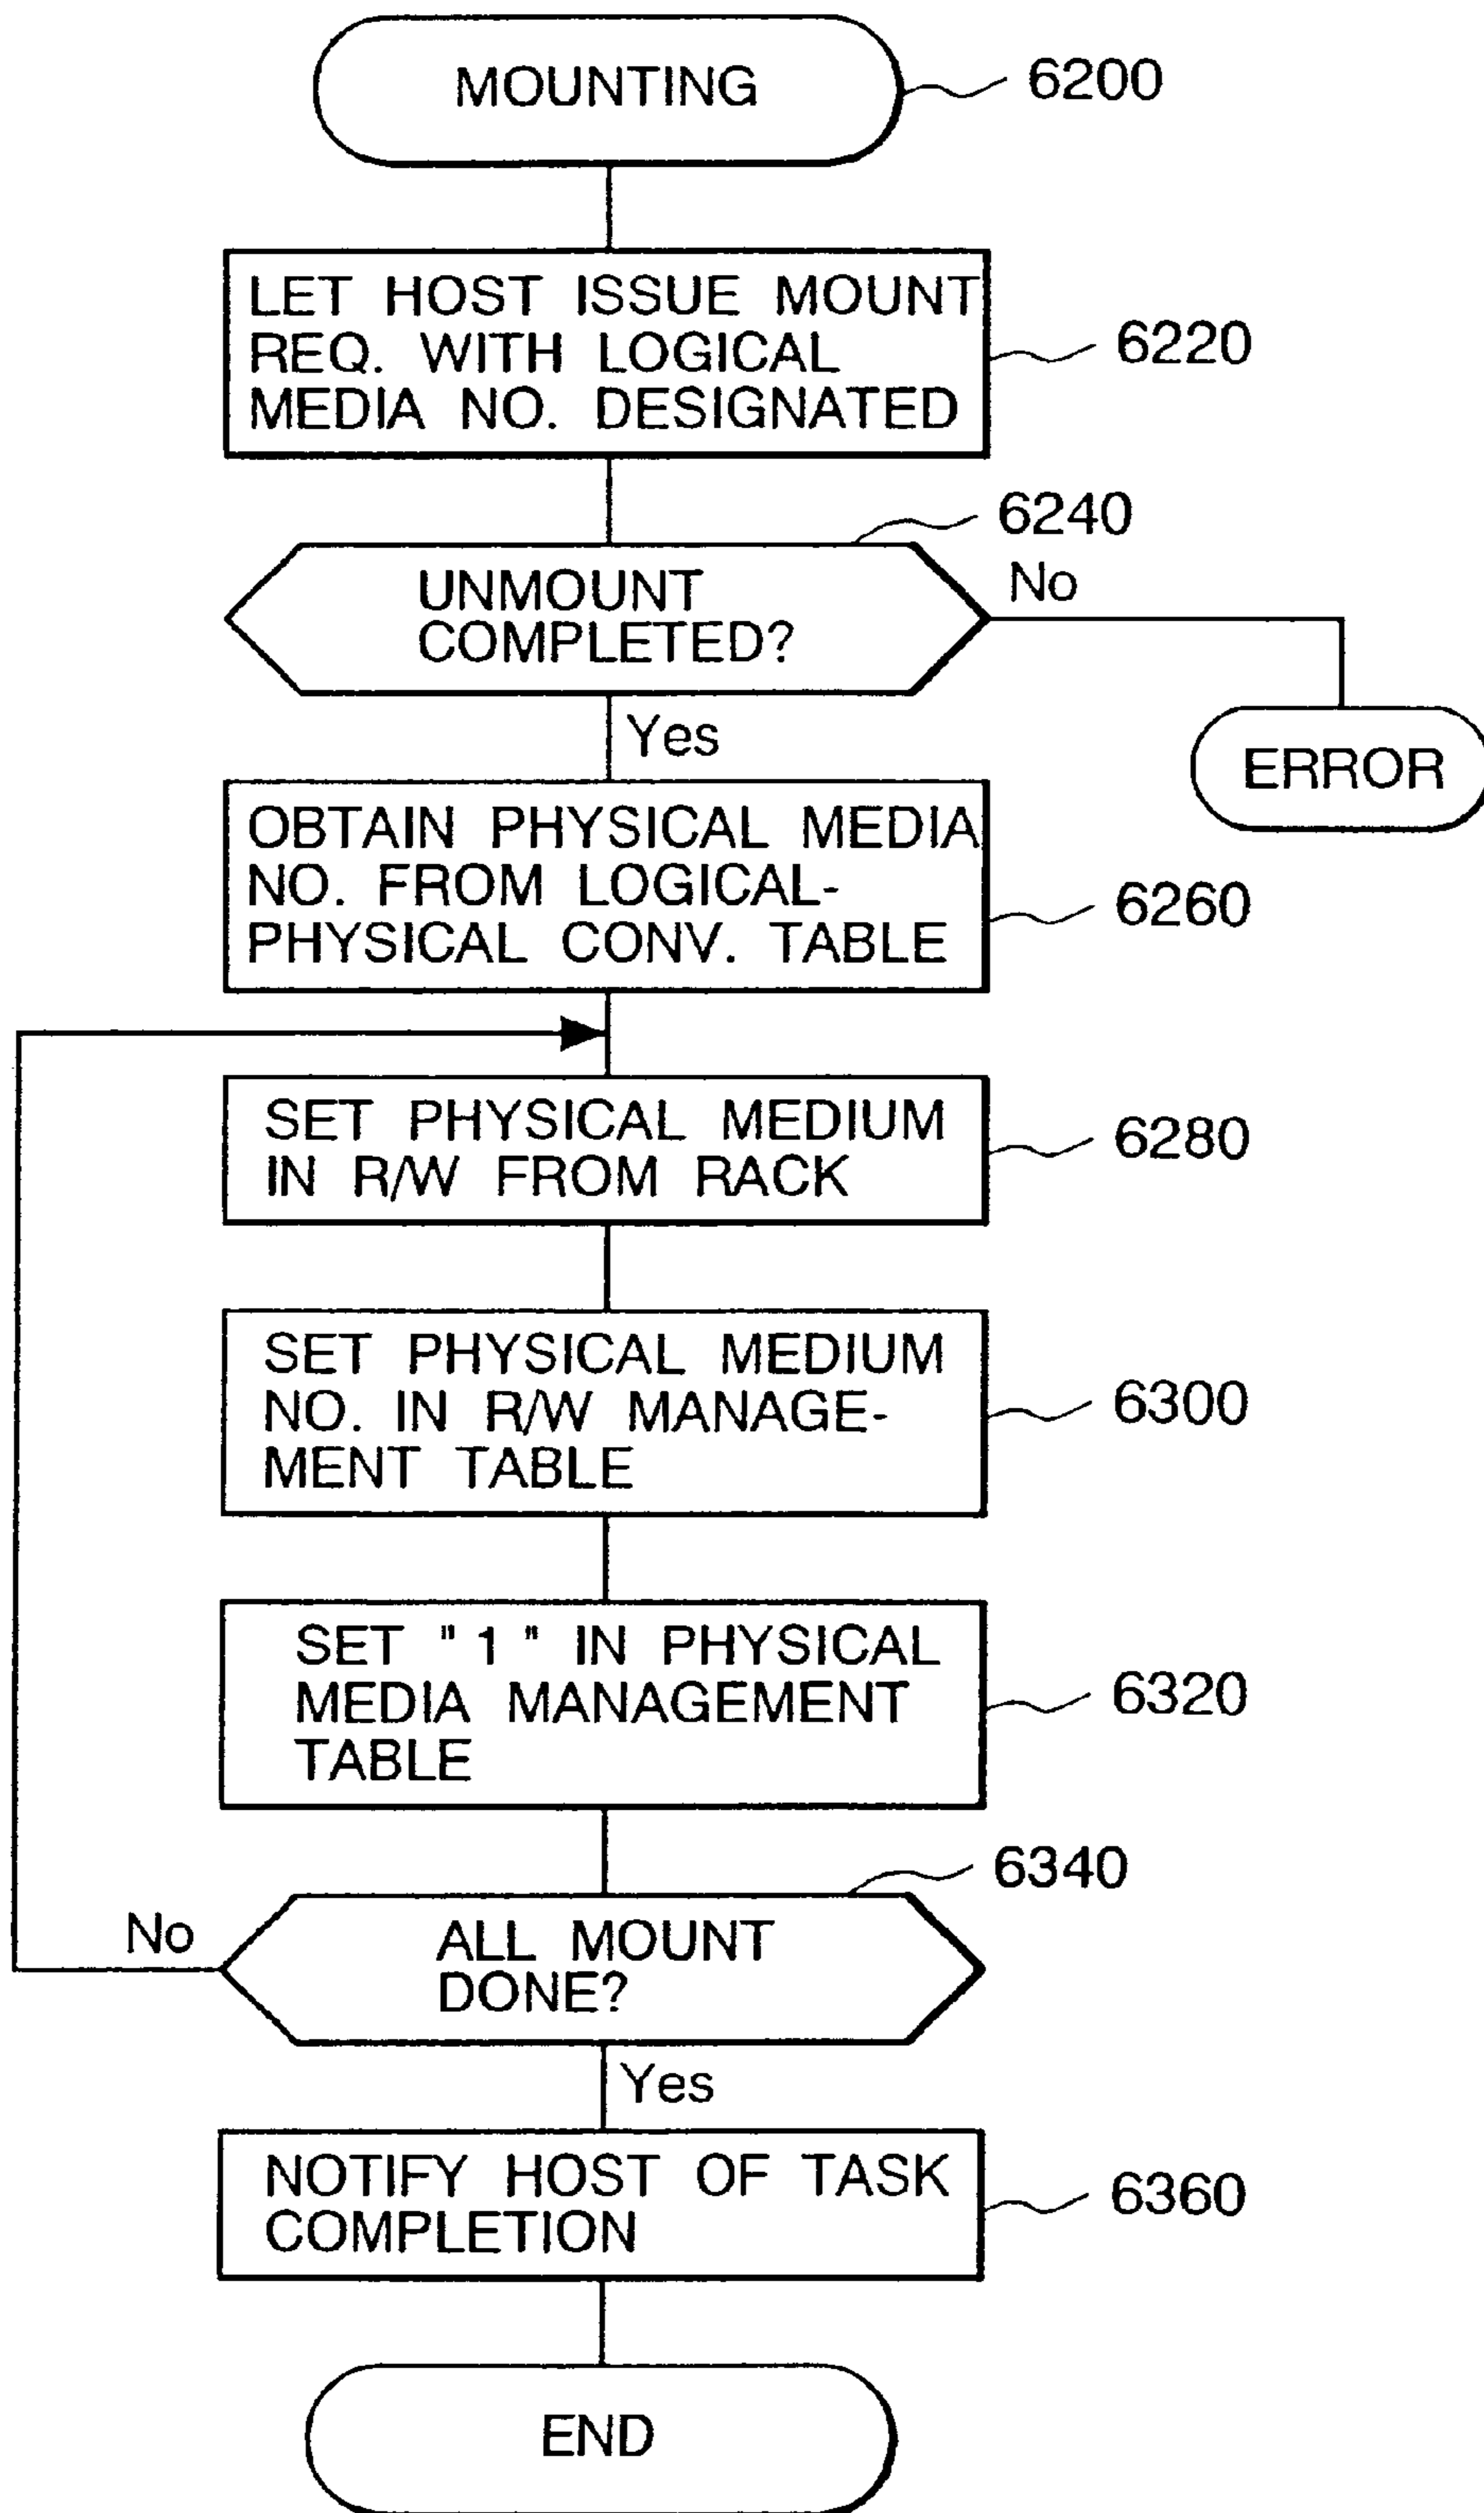 MOUNTING
6200
LET HOST ISSUE MOUNT
REQ. WITH LOGICAL
MEDIA NO. DESIGNATED
6220
6240
UNMOUNT
COMPLETED?
No
Yes
ERROR
OBTAIN PHYSICAL MEDIA
NO. FROM LOGICAL-
PHYSICAL CONV. TABLE
6260
SET PHYSICAL MEDIUM
IN R/W FROM RACK
6280
SET PHYSICAL MEDIUM
NO. IN R/W MANAGE-
MENT TABLE
6300
SET "1" IN PHYSICAL
MEDIA MANAGEMENT
TABLE
6320
6340
No
ALL MOUNT
DONE?
Yes
NOTIFY HOST OF TASK
COMPLETION
6360
END